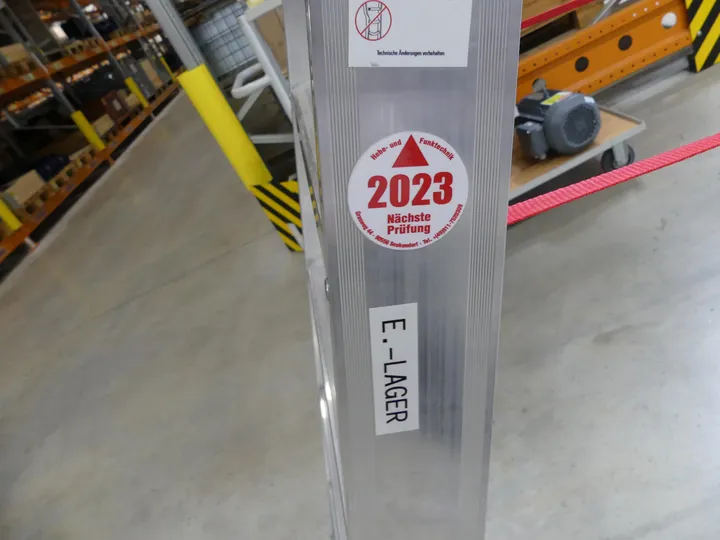 Technische Änderungen vorbehalten
Hebe- und Funktechnik
2023
Nächste
Prüfung
E.-LAGER